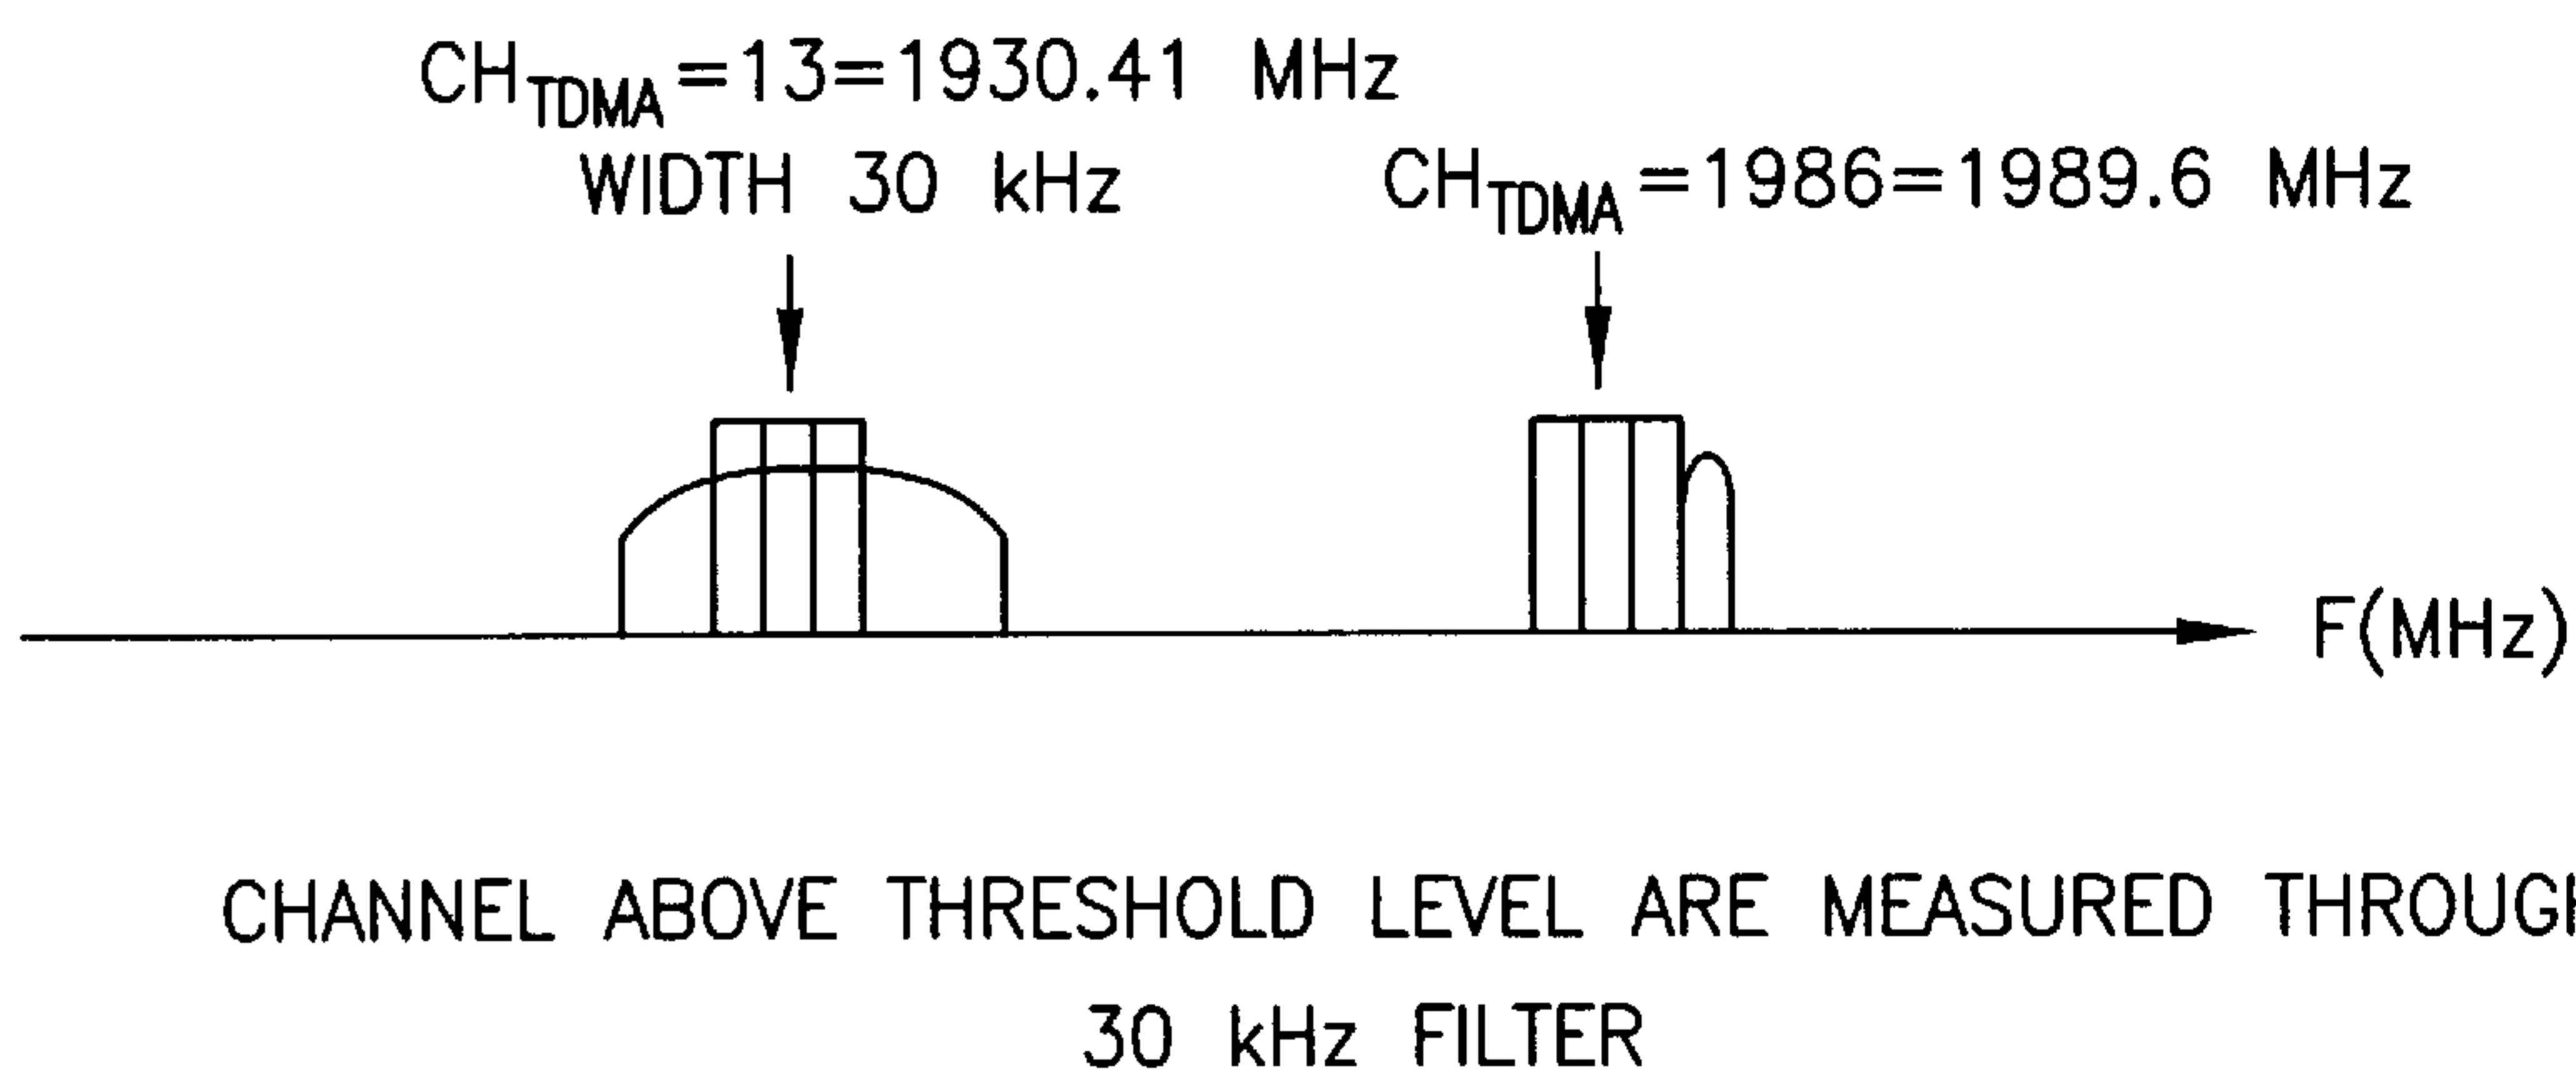 CH_TDMA=13=1930.41 MHz
WIDTH 30 kHz
CH_TDMA=1986=1989.6 MHz
F(MHz)
CHANNEL ABOVE THRESHOLD LEVEL ARE MEASURED
30 kHz FILTER